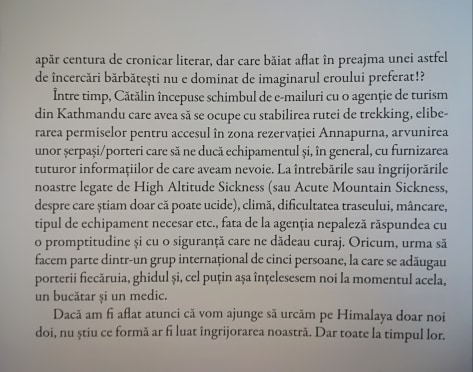 apăr centura de cronicar literar, dar care băiat aflat în preajma unei astfel
de încercări bărbătești nu e dominat de imaginarul eroului preferat!?
Între timp, Cătălin începuse schimbul de e-mailuri cu o agenție de turism
din Kathmandu care avea să se ocupe cu stabilirea rutei de trekking, elibe-
rarea permiselor pentru accesul în zona rezervației Annapurna, arvunirea
unor șerpași/porteri care să ne ducă echipamentul și, în general, cu furnizarea
tuturor informațiilor de care aveam nevoie. La întrebările sau îngrijorările
noastre legate de High Altitude Sickness (sau Acute Mountain Sickness,
despre care știam doar că poate ucide), climă, dificultatea traseului, mâncare,
tipul de echipament necesar etc., fata de la agenția nepaleză răspundea cu
o promptitudine și cu o siguranță care ne dădeau curaj. Oricum, urma să
facem parte dintr-un grup internațional de cinci persoane, la care se adăugau
porterii fiecăruia, ghidul și, cel puțin așa înțelesesem noi la momentul acela,
un bucătar și un medic.
Dacă am fi aflat atunci că vom ajunge să urcăm pe Himalaya doar noi
doi, nu știu ce formă ar fi luat îngrijorarea noastră. Dar toate la timpul lor.